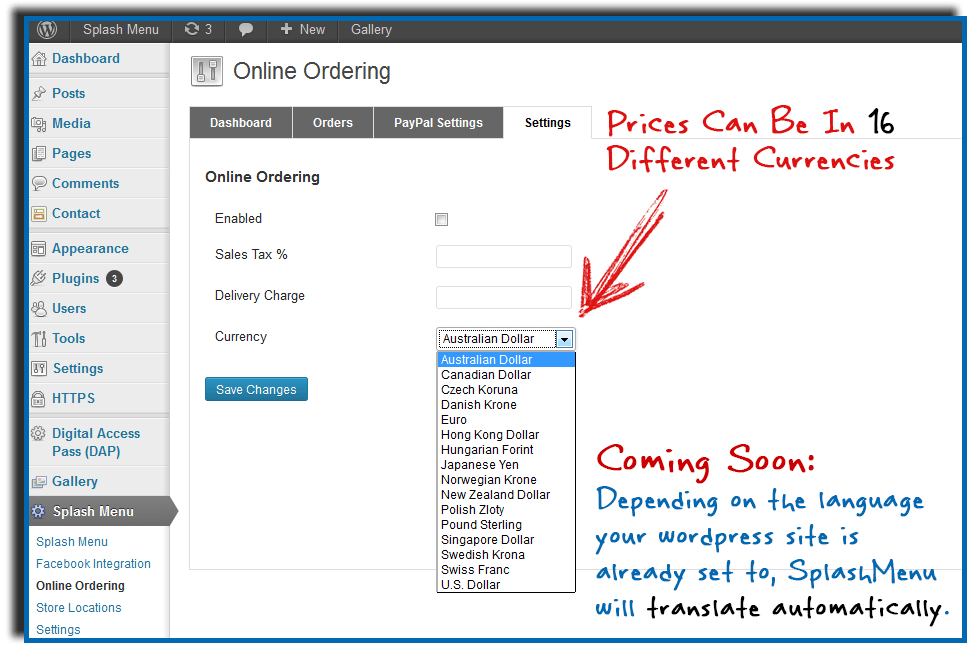 Splash Menu 3 + New Gallery
Dashboard
Posts
Media
Pages
Comments
Contact
Appearance
Plugins 3
Users
Tools
Settings
HTTPS
Digital Access
Pass (DAP)
Gallery
Splash Menu
Splash Menu
Facebook Integration
Online Ordering
Store Locations
Settings
Online Ordering
Dashboard Orders PayPal Settings Settings
Online Ordering
Enabled
Sales Tax %
Delivery Charge
Currency Australian Dollar
Australian Dollar
Canadian Dollar
Czech Koruna
Danish Krone
Euro
Hong Kong Dollar
Hungarian Forint
Japanese Yen
Norwegian Krone
New Zealand Dollar
Polish Zloty
Pound Sterling
Singapore Dollar
Swedish Krona
Swiss Franc
U.S. Dollar
Save Changes
Prices Can Be In 16
Different Currencies
Coming Soon:
Depending on the language
your wordpress site is
already set to, SplashMenu
will translate automatically.